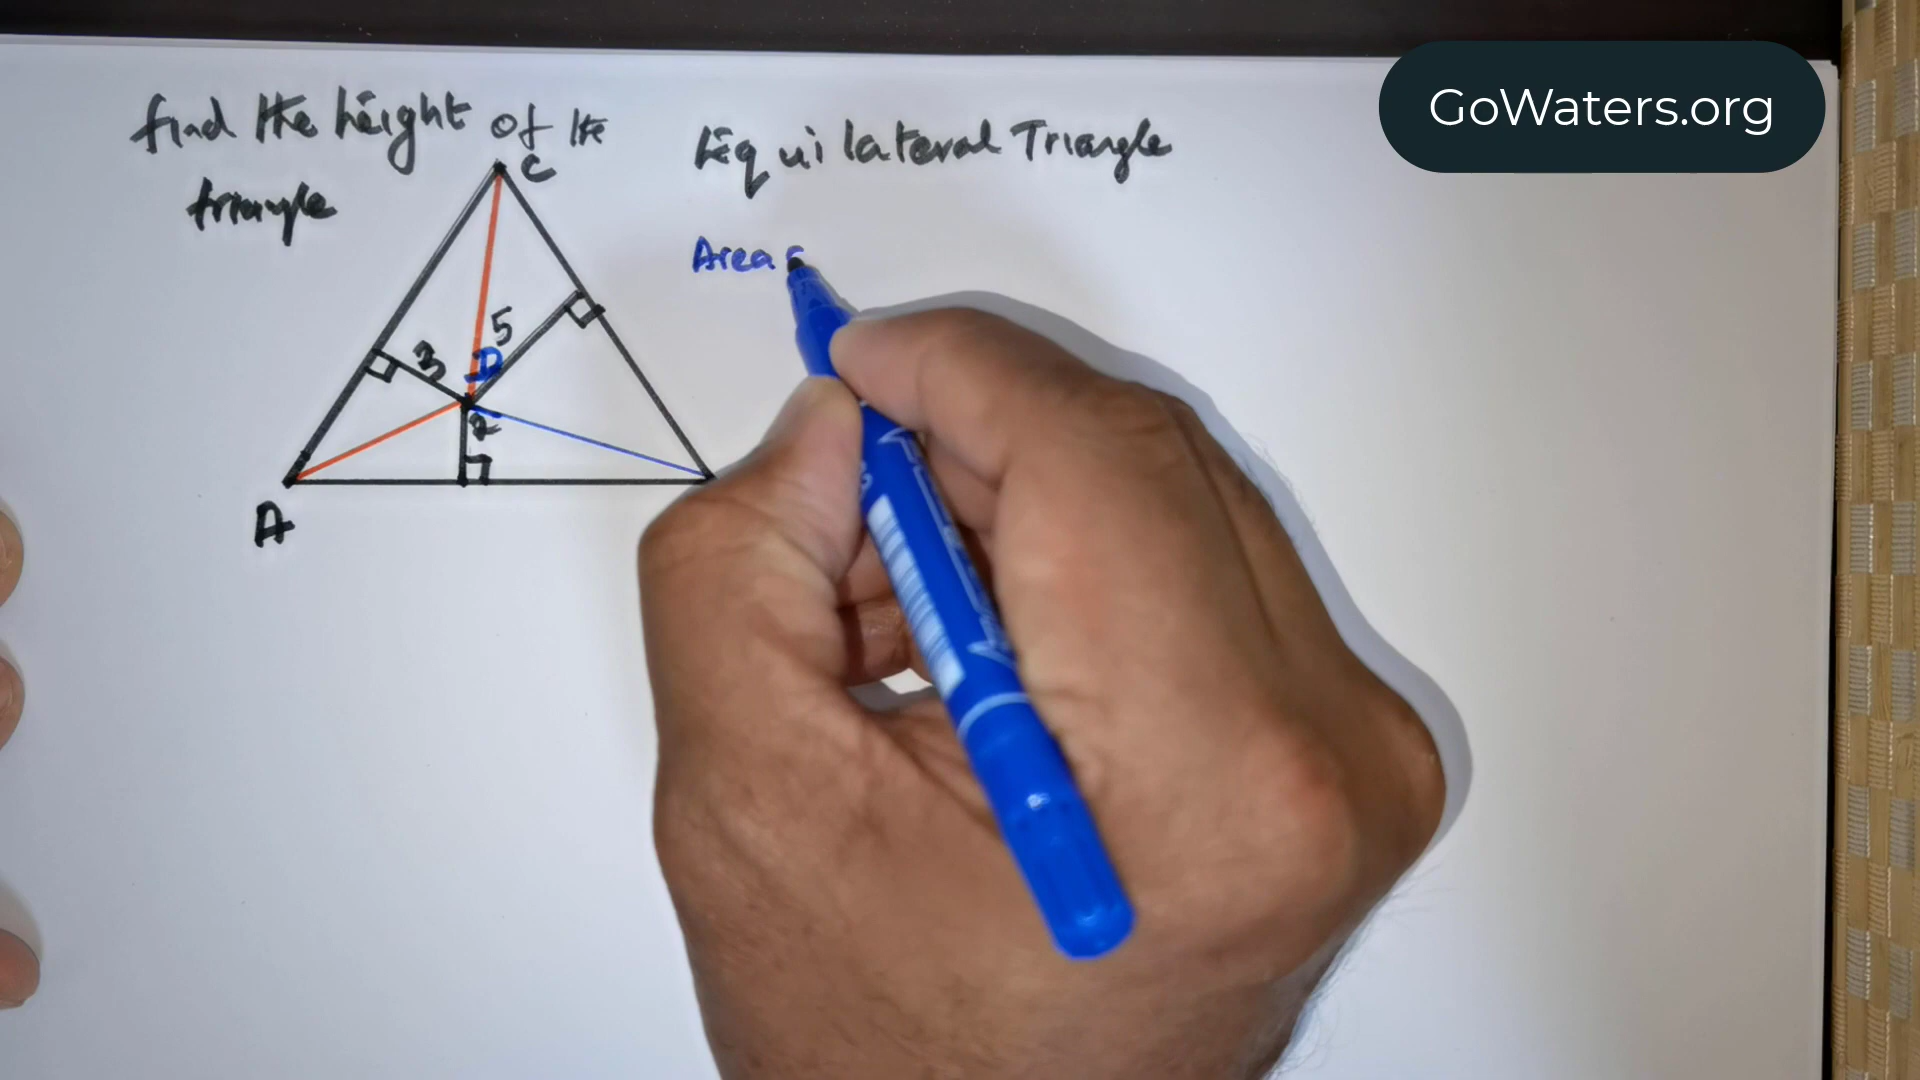 find the height of the
triangle
Equilateral Triangle
GoWaters.org
Area
C
5
3
D
2
A